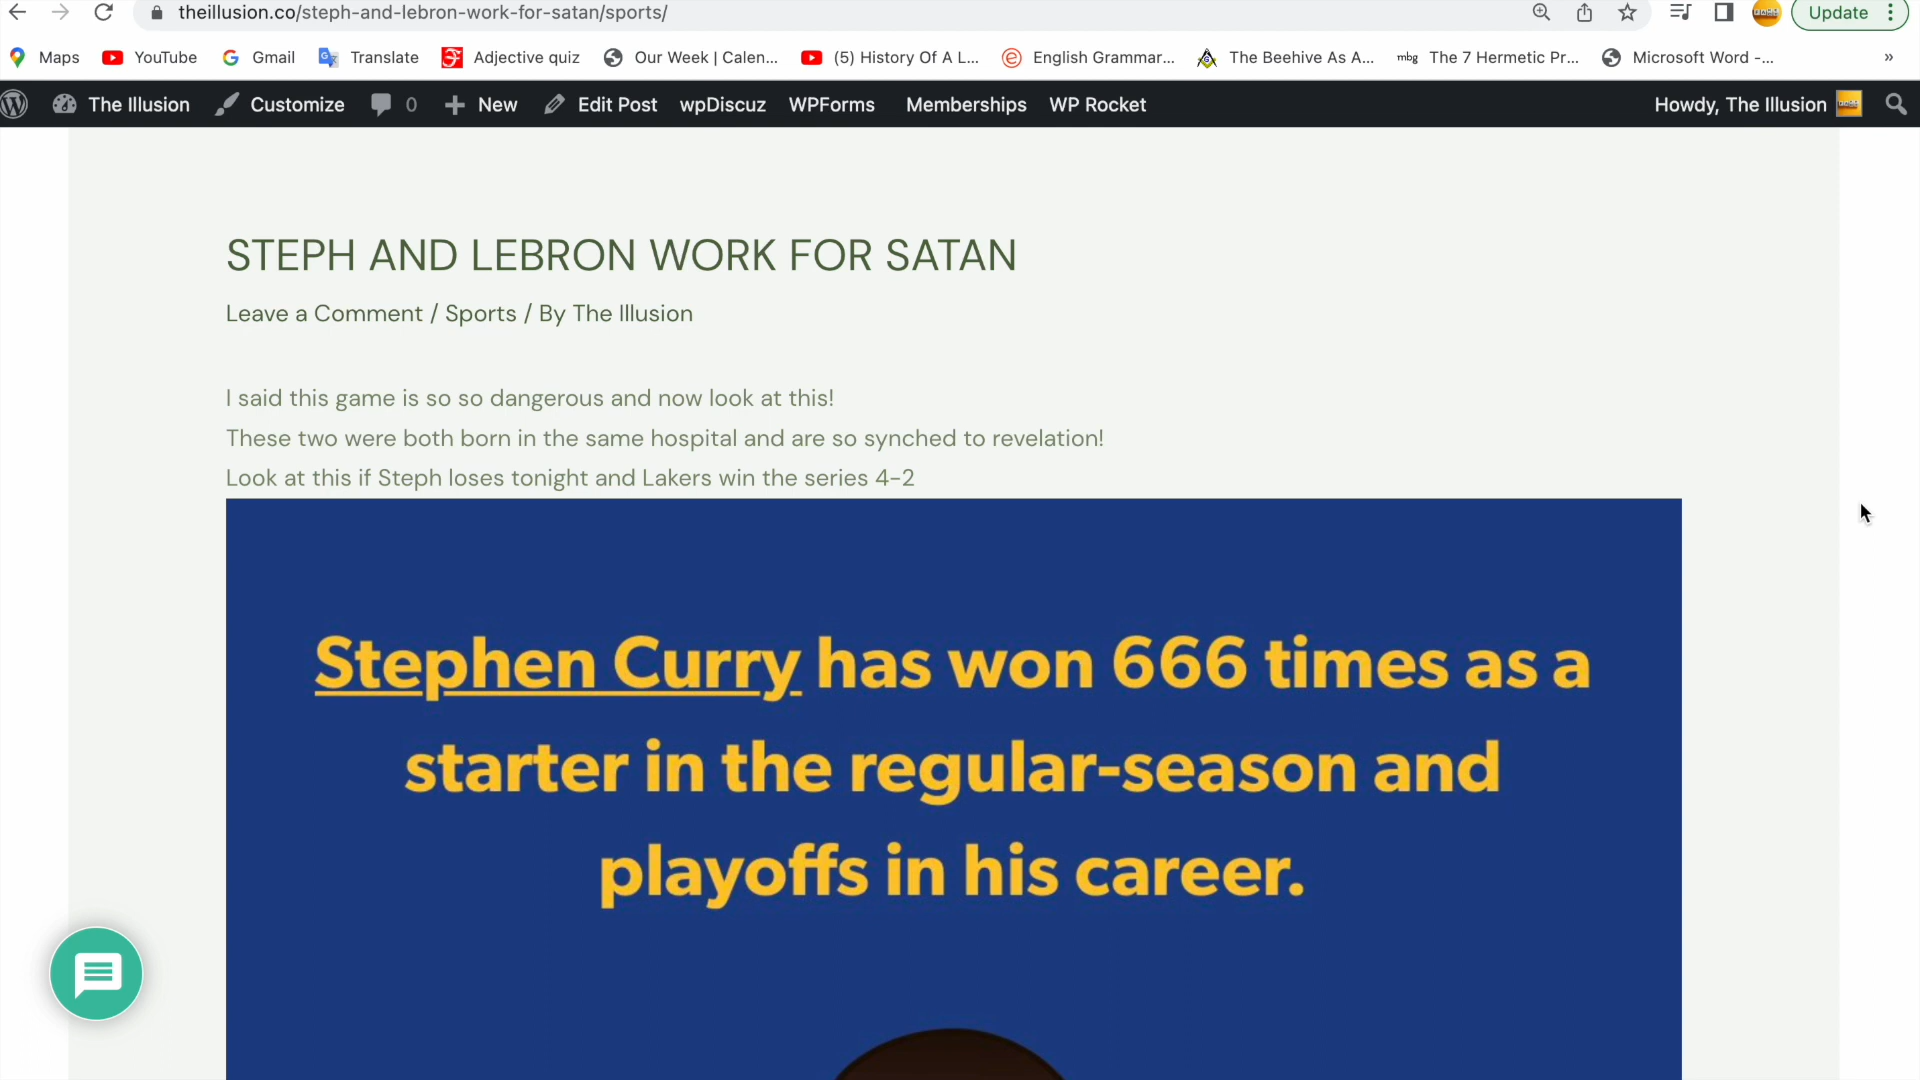 theillusion.co/steph-and-lebron-work-for-satan/sports/
Update
Maps YouTube Gmail Translate Adjective quiz Our Week | Calen... (5) History Of A L... English Grammar... The Beehive As A... mbg The 7 Hermetic Pr... Microsoft Word -... »
The Illusion Customize 0 New Edit Post wpDiscuz WPForms Memberships WP Rocket Howdy, The Illusion
STEPH AND LEBRON WORK FOR SATAN
Leave a Comment / Sports / By The Illusion
I said this game is so so dangerous and now look at this!
These two were both born in the same hospital and are so synched to revelation!
Look at this if Steph loses tonight and Lakers win the series 4-2
Stephen Curry has won 666 times as a
starter in the regular-season and
playoffs in his career.